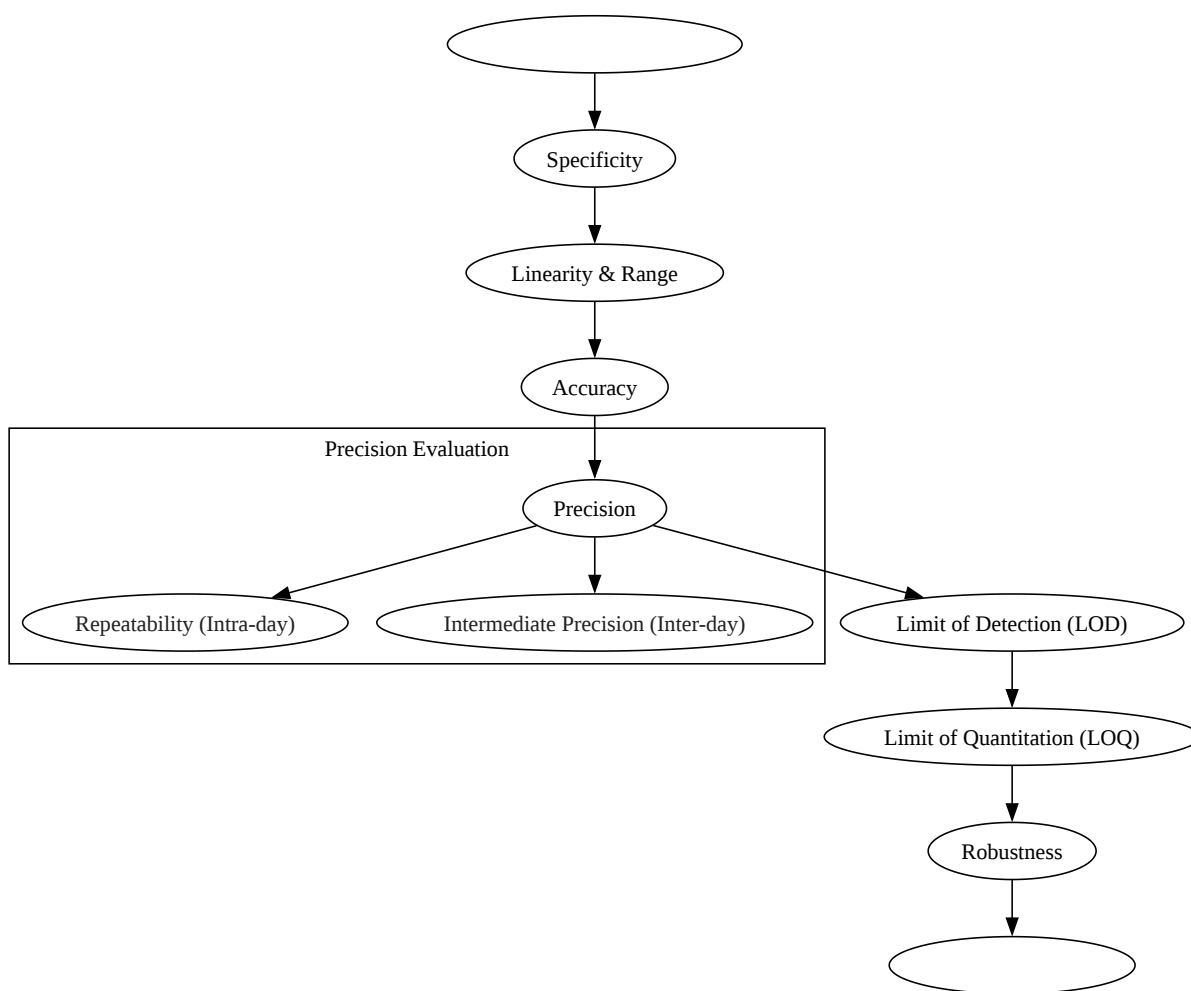 Specificity
Linearity & Range
Accuracy
Precision Evaluation
Precision
Repeatability (Intra-day)
Intermediate Precision (Inter-day)
Limit of Detection (LOD)
Limit of Quantitation (LOQ)
Robustness